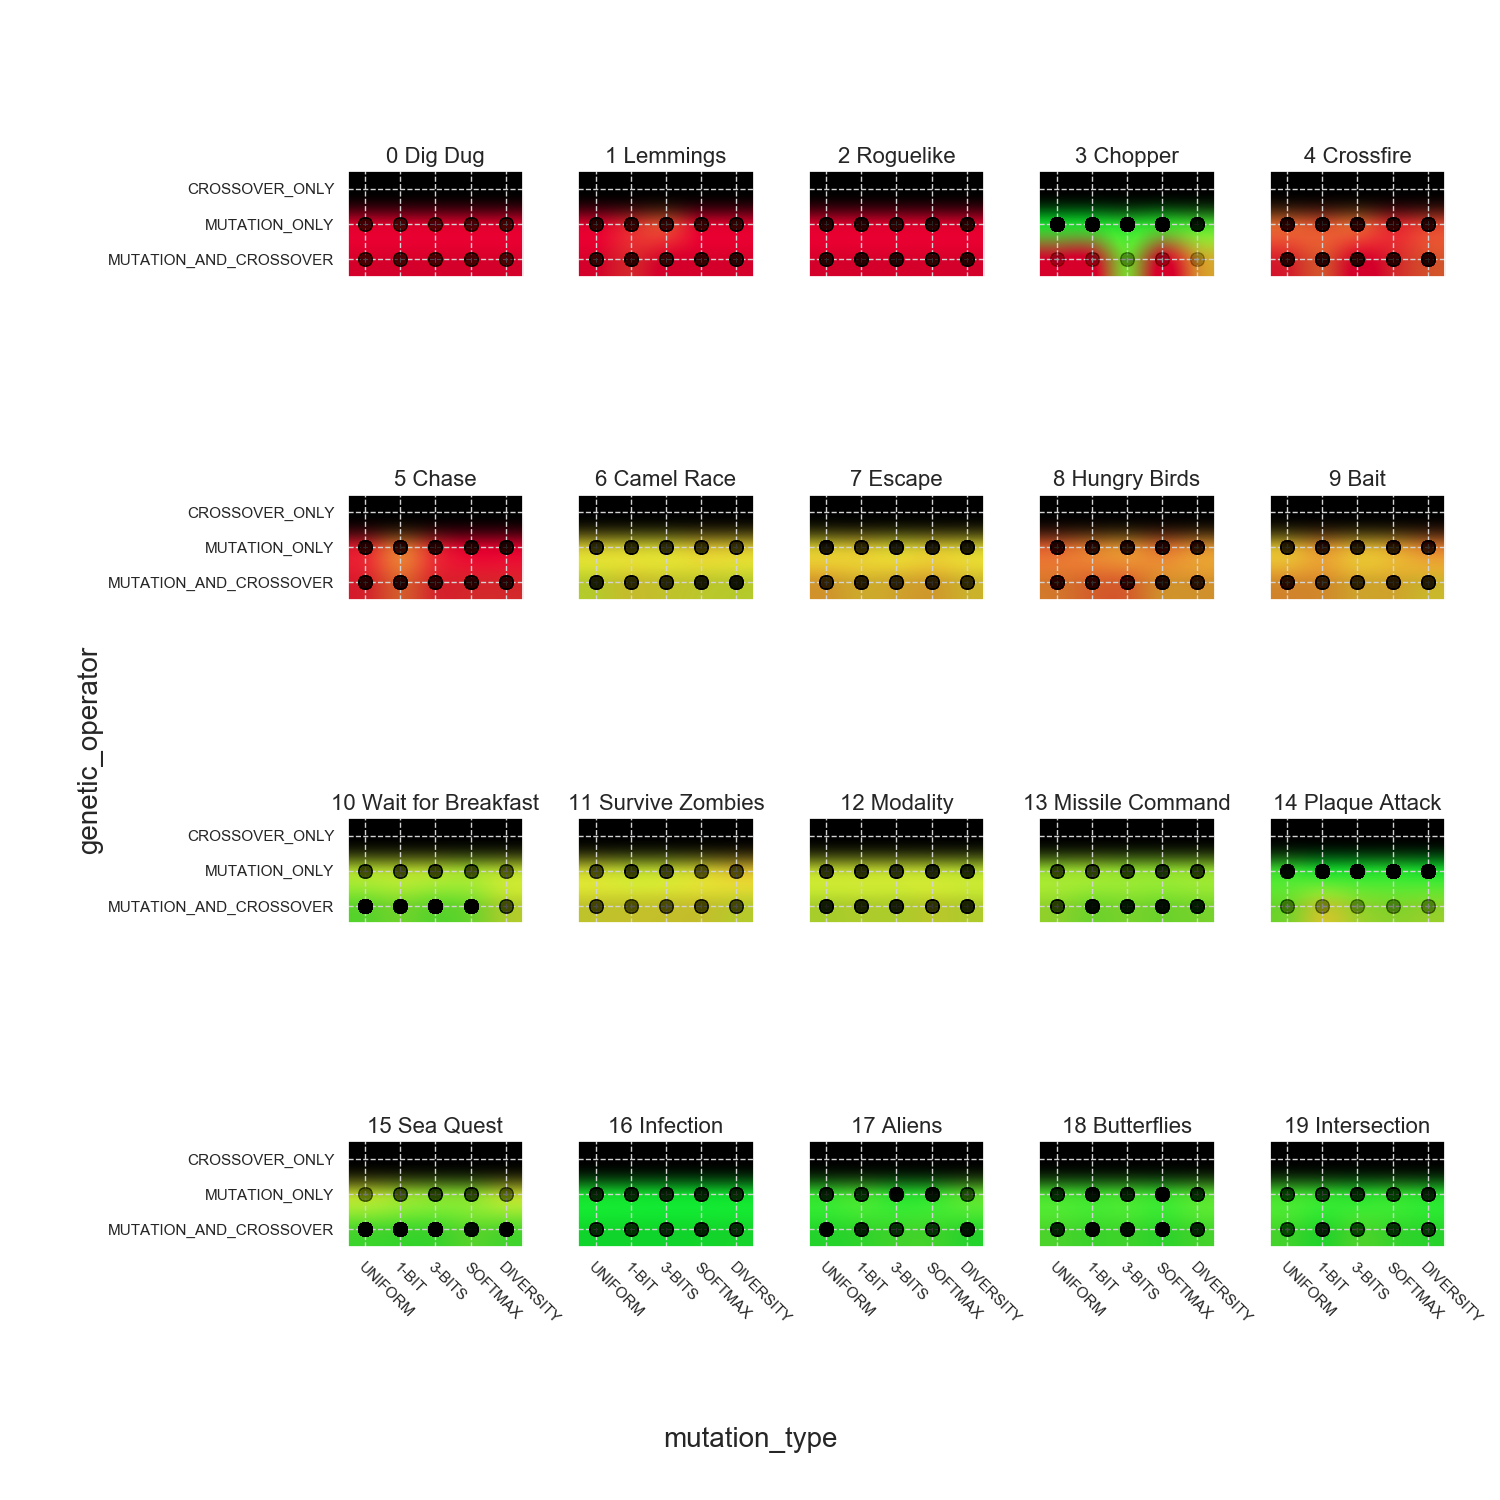 0 Dig Dug
1 Lemmings
2 Roguelike
3 Chopper
4 Crossfire
CROSSOVER_ONLY
MUTATION_ONLY
MUTATION_AND_CROSSOVER
5 Chase
6 Camel Race
7 Escape
8 Hungry Birds
9 Bait
CROSSOVER_ONLY
MUTATION_ONLY
MUTATION_AND_CROSSOVER
genetic_operator
10 Wait for Breakfast
11 Survive Zombies
12 Modality
13 Missile Command
14 Plaque Attack
CROSSOVER_ONLY
MUTATION_ONLY
MUTATION_AND_CROSSOVER
15 Sea Quest
16 Infection
17 Aliens
18 Butterflies
19 Intersection
CROSSOVER_ONLY
MUTATION_ONLY
MUTATION_AND_CROSSOVER
UNIFORM
1-BIT
3-BITS
SOFTMAX
DIVERSITY
UNIFORM
1-BIT
3-BITS
SOFTMAX
DIVERSITY
UNIFORM
1-BIT
3-BITS
SOFTMAX
DIVERSITY
UNIFORM
1-BIT
3-BITS
SOFTMAX
DIVERSITY
UNIFORM
1-BIT
3-BITS
SOFTMAX
DIVERSITY
mutation_type